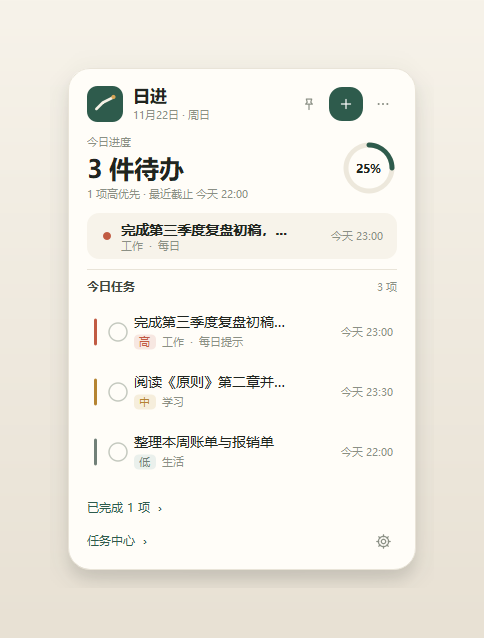 日进
11月22日 · 周日
今日进度
3 件待办
1 项高优先 · 最近截止 今天 22:00
25%
完成第三季度复盘初稿，...
今天 23:00
工作 · 每日
今日任务
3 项
完成第三季度复盘初稿...
今天 23:00
高 工作 · 每日提示
阅读《原则》第二章并...
今天 23:30
中 学习
整理本周账单与报销单
今天 22:00
低 生活
已完成 1 项 ›
任务中心 ›